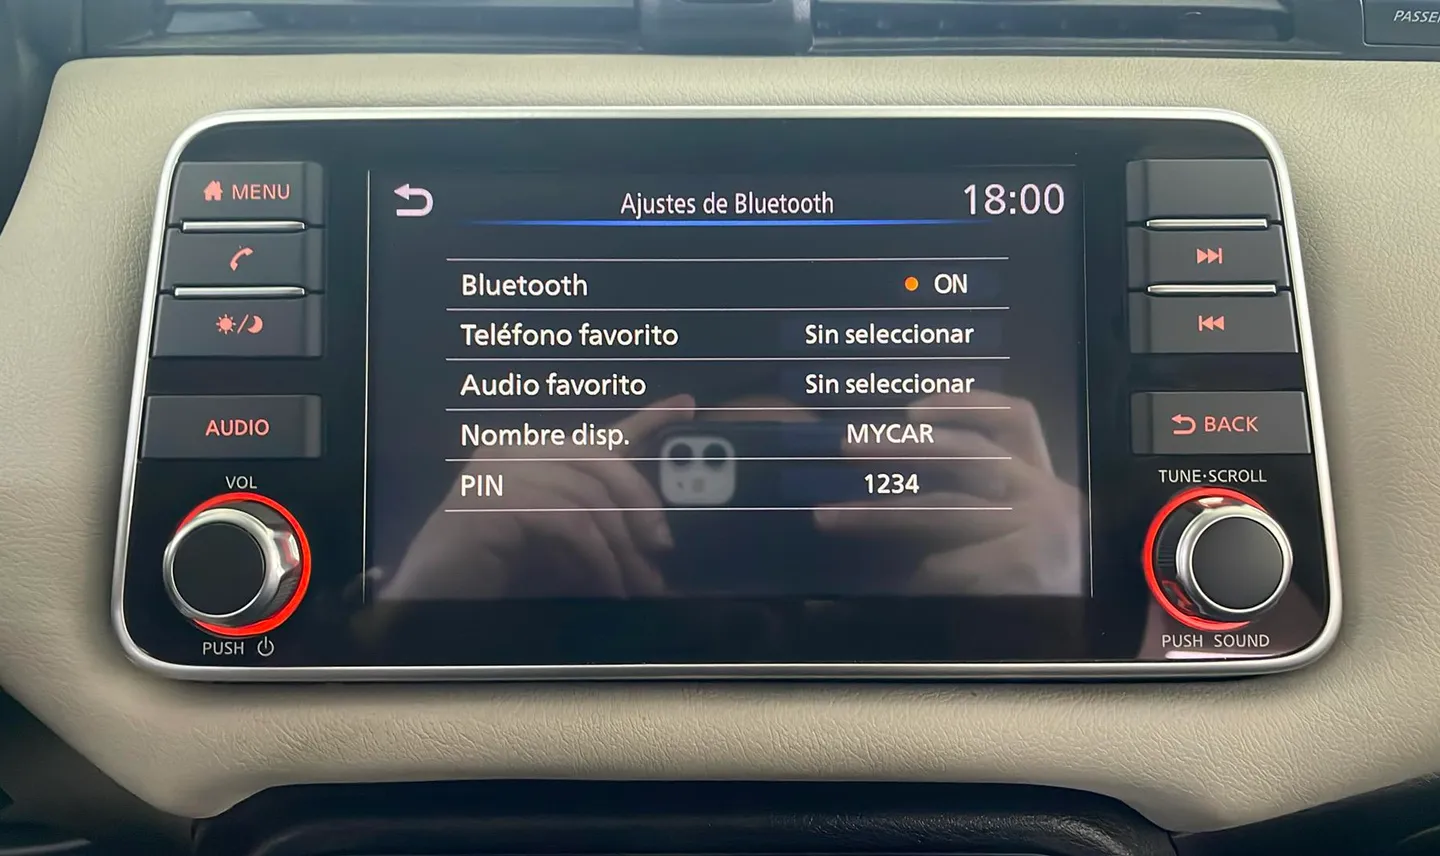 PASSE
MENU
Ajustes de Bluetooth 18:00
Bluetooth ON
Teléfono favorito Sin seleccionar
Audio favorito Sin seleccionar
Nombre disp. MYCAR
PIN 1234
AUDIO
VOL
PUSH
BACK
TUNE·SCROLL
PUSH SOUND